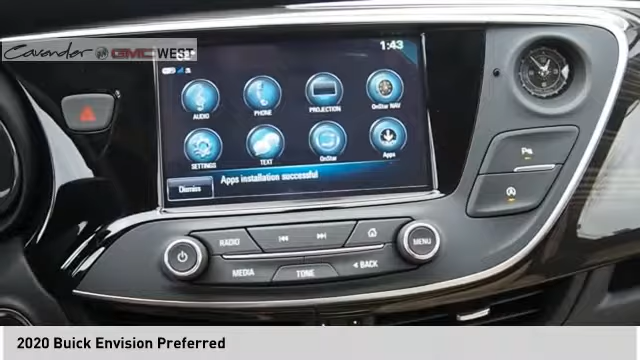 Cavender GMC WEST
1:43
AUDIO PHONE PROJECTION OnStar NAV
SETTINGS TEXT OnStar Apps
Dismiss Apps installation successful
RADIO
MENU
MEDIA TONE BACK
2020 Buick Envision Preferred